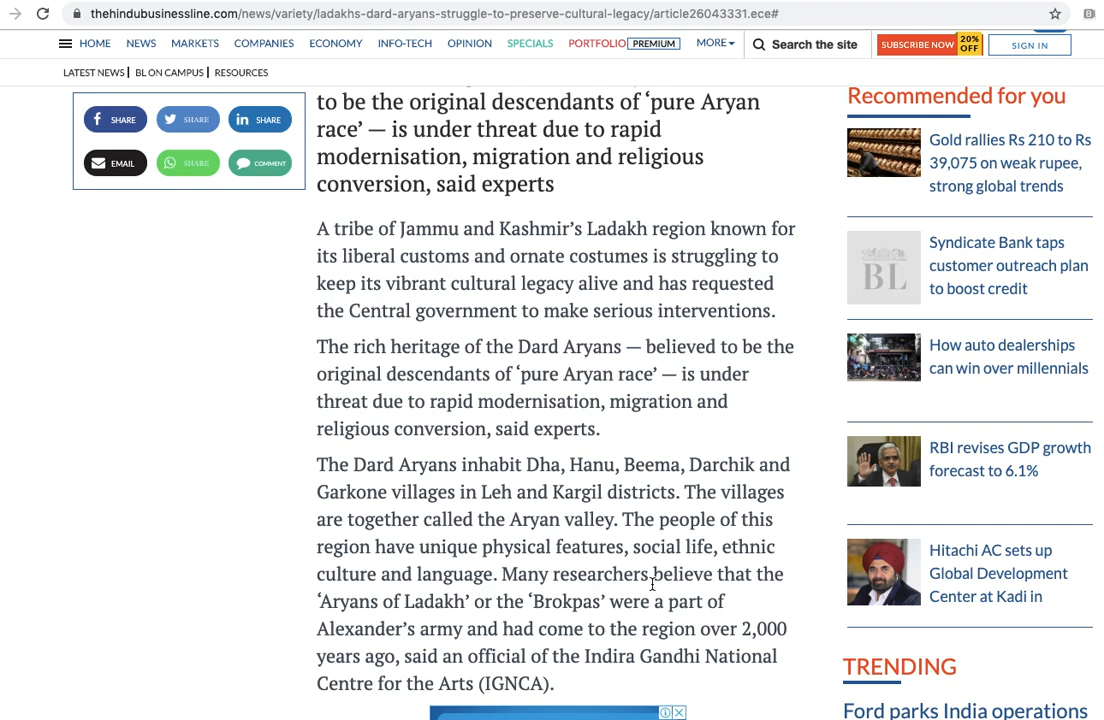 thehindubusinessline.com/news/variety/ladakhs-dard-aryans-struggle-to-preserve-cultural-legacy/article26043331.ece#
HOME NEWS MARKETS COMPANIES ECONOMY INFO-TECH OPINION SPECIALS PORTFOLIO PREMIUM MORE Search the site SUBSCRIBE NOW 20% OFF SIGN IN
LATEST NEWS BL ON CAMPUS RESOURCES
SHARE SHARE SHARE
EMAIL SHARE COMMENT
to be the original descendants of ‘pure Aryan
race’ — is under threat due to rapid
modernisation, migration and religious
conversion, said experts
A tribe of Jammu and Kashmir’s Ladakh region known for
its liberal customs and ornate costumes is struggling to
keep its vibrant cultural legacy alive and has requested
the Central government to make serious interventions.
The rich heritage of the Dard Aryans — believed to be the
original descendants of ‘pure Aryan race’ — is under
threat due to rapid modernisation, migration and
religious conversion, said experts.
The Dard Aryans inhabit Dha, Hanu, Beema, Darchik and
Garkone villages in Leh and Kargil districts. The villages
are together called the Aryan valley. The people of this
region have unique physical features, social life, ethnic
culture and language. Many researchers believe that the
‘Aryans of Ladakh’ or the ‘Brokpas’ were a part of
Alexander’s army and had come to the region over 2,000
years ago, said an official of the Indira Gandhi National
Centre for the Arts (IGNCA).
Recommended for you
Gold rallies Rs 210 to Rs
39,075 on weak rupee,
strong global trends
BL
Syndicate Bank taps
customer outreach plan
to boost credit
How auto dealerships
can win over millennials
RBI revises GDP growth
forecast to 6.1%
Hitachi AC sets up
Global Development
Center at Kadi in
TRENDING
Ford parks India operations